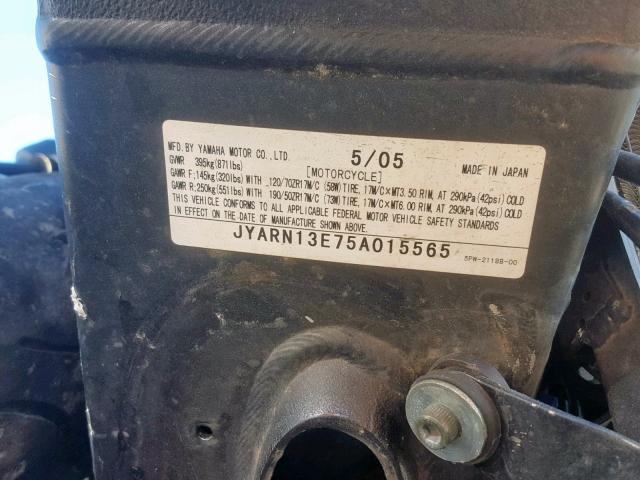 MFD.BY YAMAHA MOTOR CO.,LTD. 5/05 MADE IN JAPAN
GVWR 395kg(871lbs) [MOTORCYCLE]
GAWR F:145kg(320lbs) WITH 120/70ZR17M/C (58W) TIRE, 17M/C×MT3.50 RIM, AT 290kPa(42psi) COLD
GAWR R:250kg(551lbs) WITH 190/50ZR17M/C (73W) TIRE, 17M/C×MT6.00 RIM, AT 290kPa(42psi) COLD
THIS VEHICLE CONFORMS TO ALL APPLICABLE FEDERAL MOTOR VEHICLE SAFETY STANDARDS
IN EFFECT ON THE DATE OF MANUFACTURE SHOWN ABOVE.
JYARN13E75A015565
5PW-2118B-00